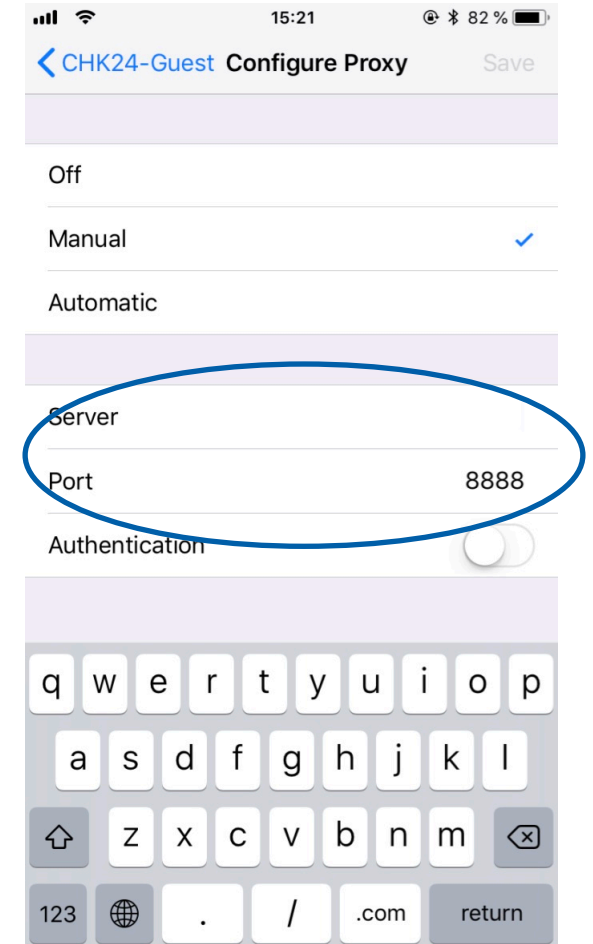 15:21 82 %
CHK24-Guest Configure Proxy Save
Off
Manual
Automatic
Server
Port 8888
Authentication
q w e r t y u i o p
a s d f g h j k l
z x c v b n m
123 . / .com return